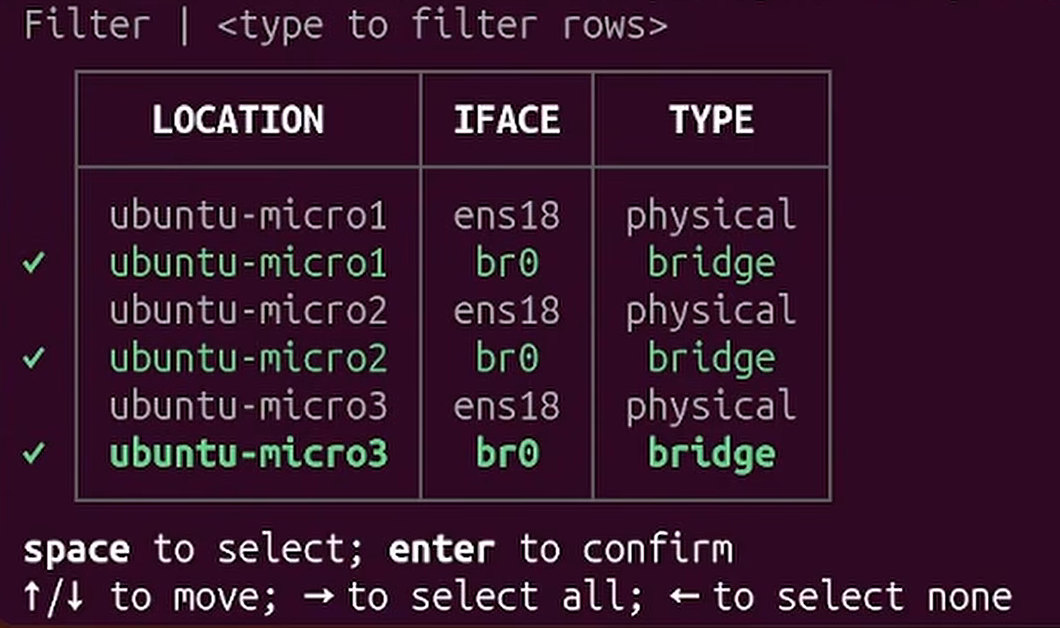 Filter | <type to filter rows>
LOCATION IFACE TYPE
ubuntu-micro1 ens18 physical
✓ ubuntu-micro1 br0 bridge
ubuntu-micro2 ens18 physical
✓ ubuntu-micro2 br0 bridge
ubuntu-micro3 ens18 physical
✓ ubuntu-micro3 br0 bridge
space to select; enter to confirm
↑/↓ to move; → to select all; ← to select none